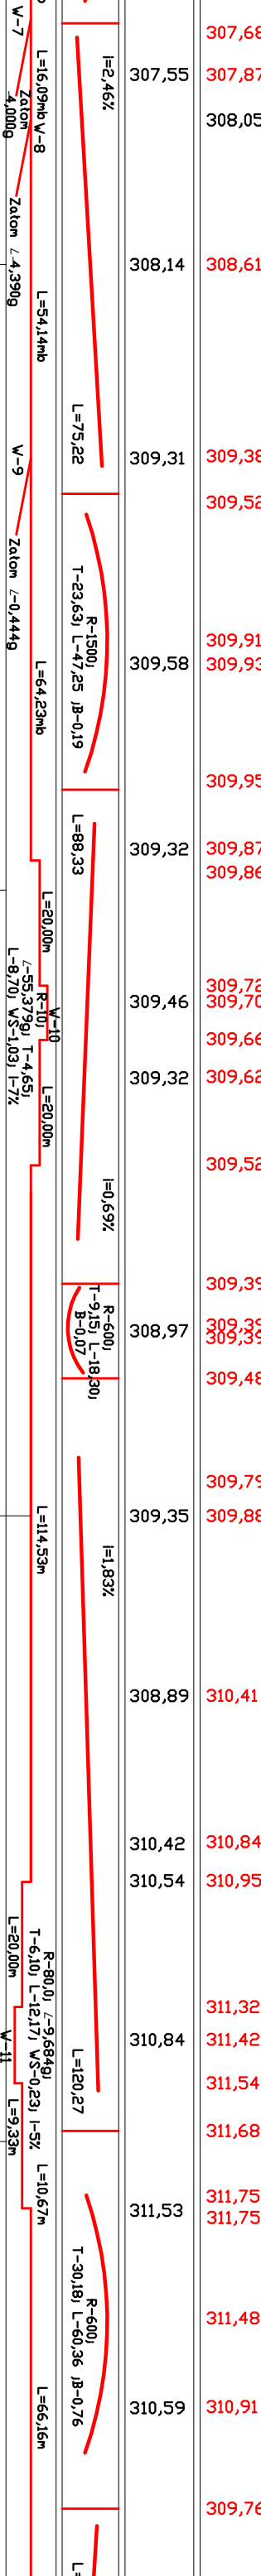 W-7
L=16,09mb
W-8
Zatom
4,000g
Zatom ∠-4,390g
L=54,14mb
W-9
Zatom ∠-0,444g
L=64,23mb
L=20,00m
W-10
R-10;
∠-55,379g; T-4,65;
L-8,70; WS-1,03; i-7%
L=20,00m
L=114,53m
L=20,00m
R-80,0; ∠-9,684g;
T-6,10; L-12,17; WS-0,23; i-5%
W-11
L=9,33m
L=10,67m
L=66,16m
i=2,46%
L=75,22
R-1500;
T-23,63; L-47,25 ;B-0,19
L=88,33
i=0,69%
R-600;
T-9,15; L-18,30;
B-0,07
i=1,83%
L=120,27
R-600;
T-30,18; L-60,36 ;B-0,76
L=
307,55
308,05
308,14
309,31
309,58
309,32
309,46
309,32
308,97
309,35
308,89
310,42
310,54
310,84
311,53
310,59
307,68
307,87
308,61
309,38
309,52
309,91
309,93
309,95
309,87
309,86
309,72
309,70
309,66
309,62
309,52
309,39
309,39
309,39
309,48
309,79
309,88
310,41
310,84
310,95
311,32
311,42
311,54
311,68
311,75
311,75
311,48
310,91
309,76